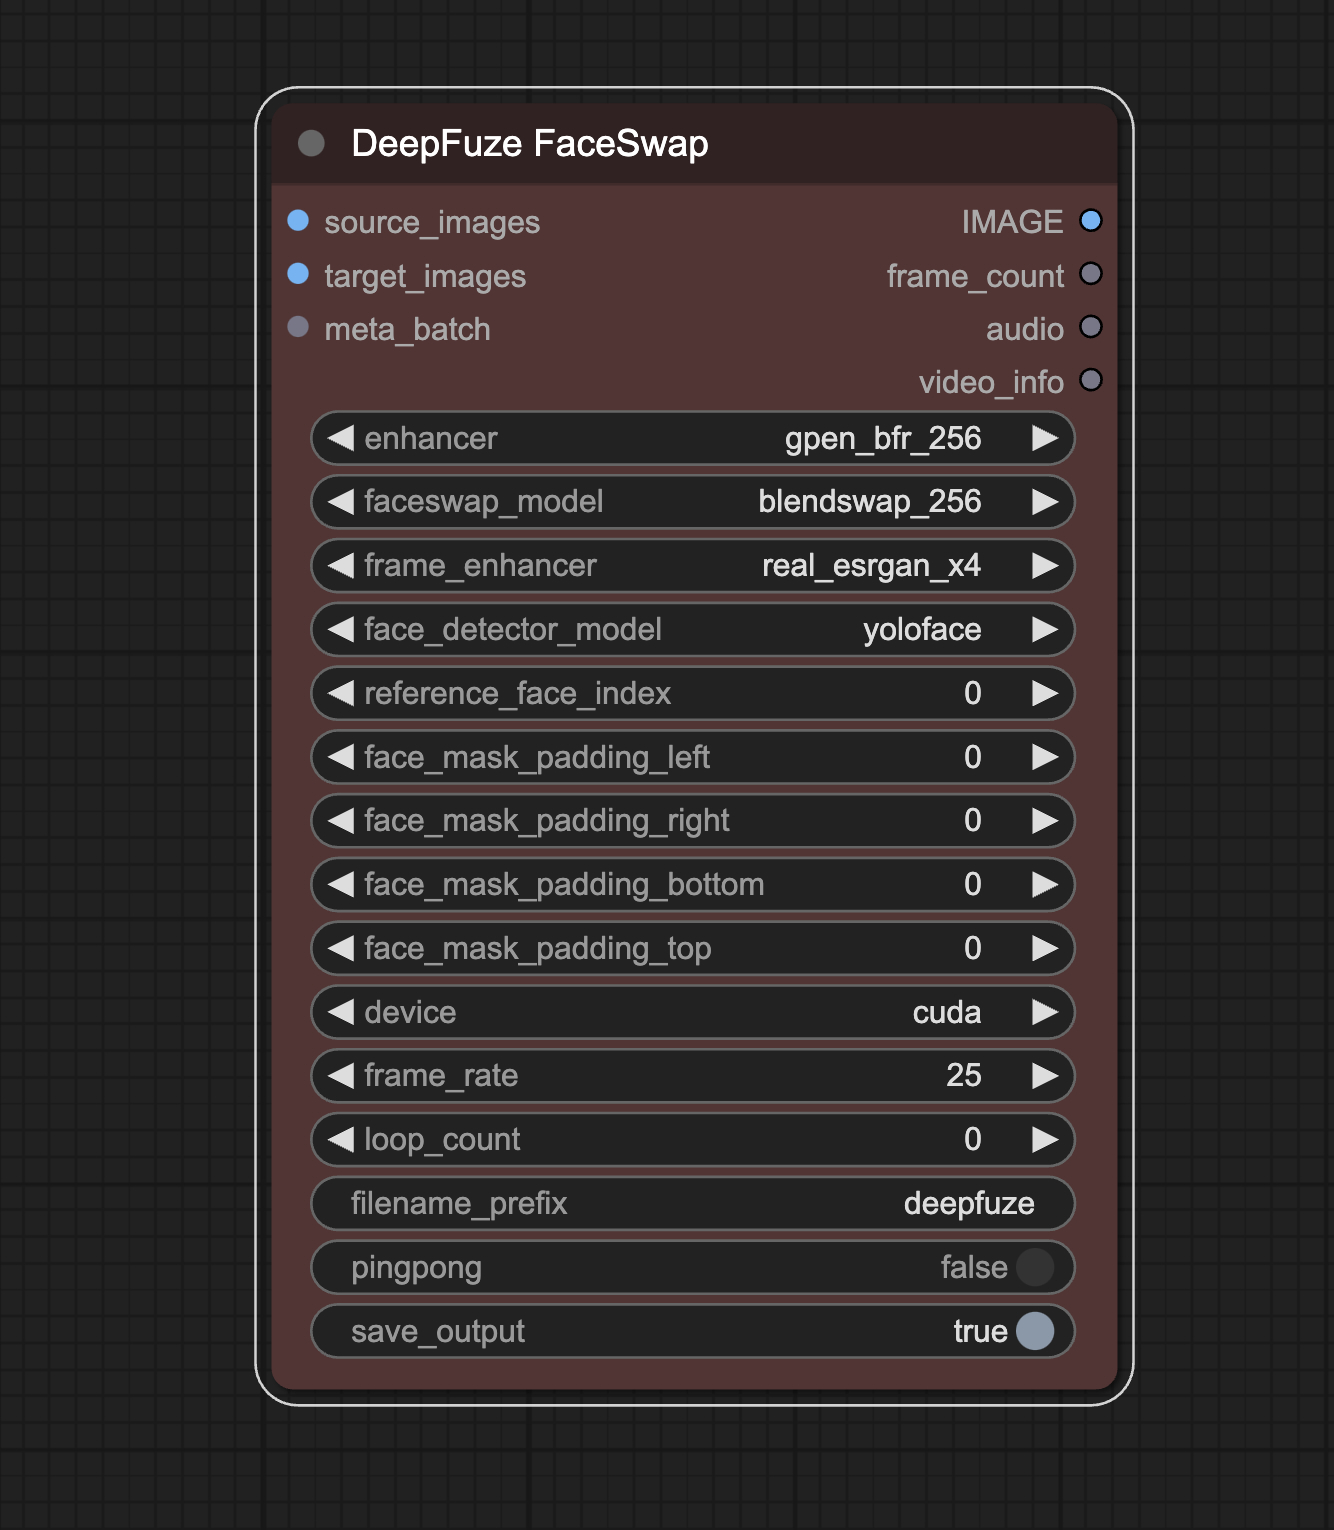 DeepFuze FaceSwap
source_images IMAGE
target_images frame_count
meta_batch audio
video_info
enhancer gpen_bfr_256
faceswap_model blendswap_256
frame_enhancer real_esrgan_x4
face_detector_model yoloface
reference_face_index 0
face_mask_padding_left 0
face_mask_padding_right 0
face_mask_padding_bottom 0
face_mask_padding_top 0
device cuda
frame_rate 25
loop_count 0
filename_prefix deepfuze
pingpong false
save_output true